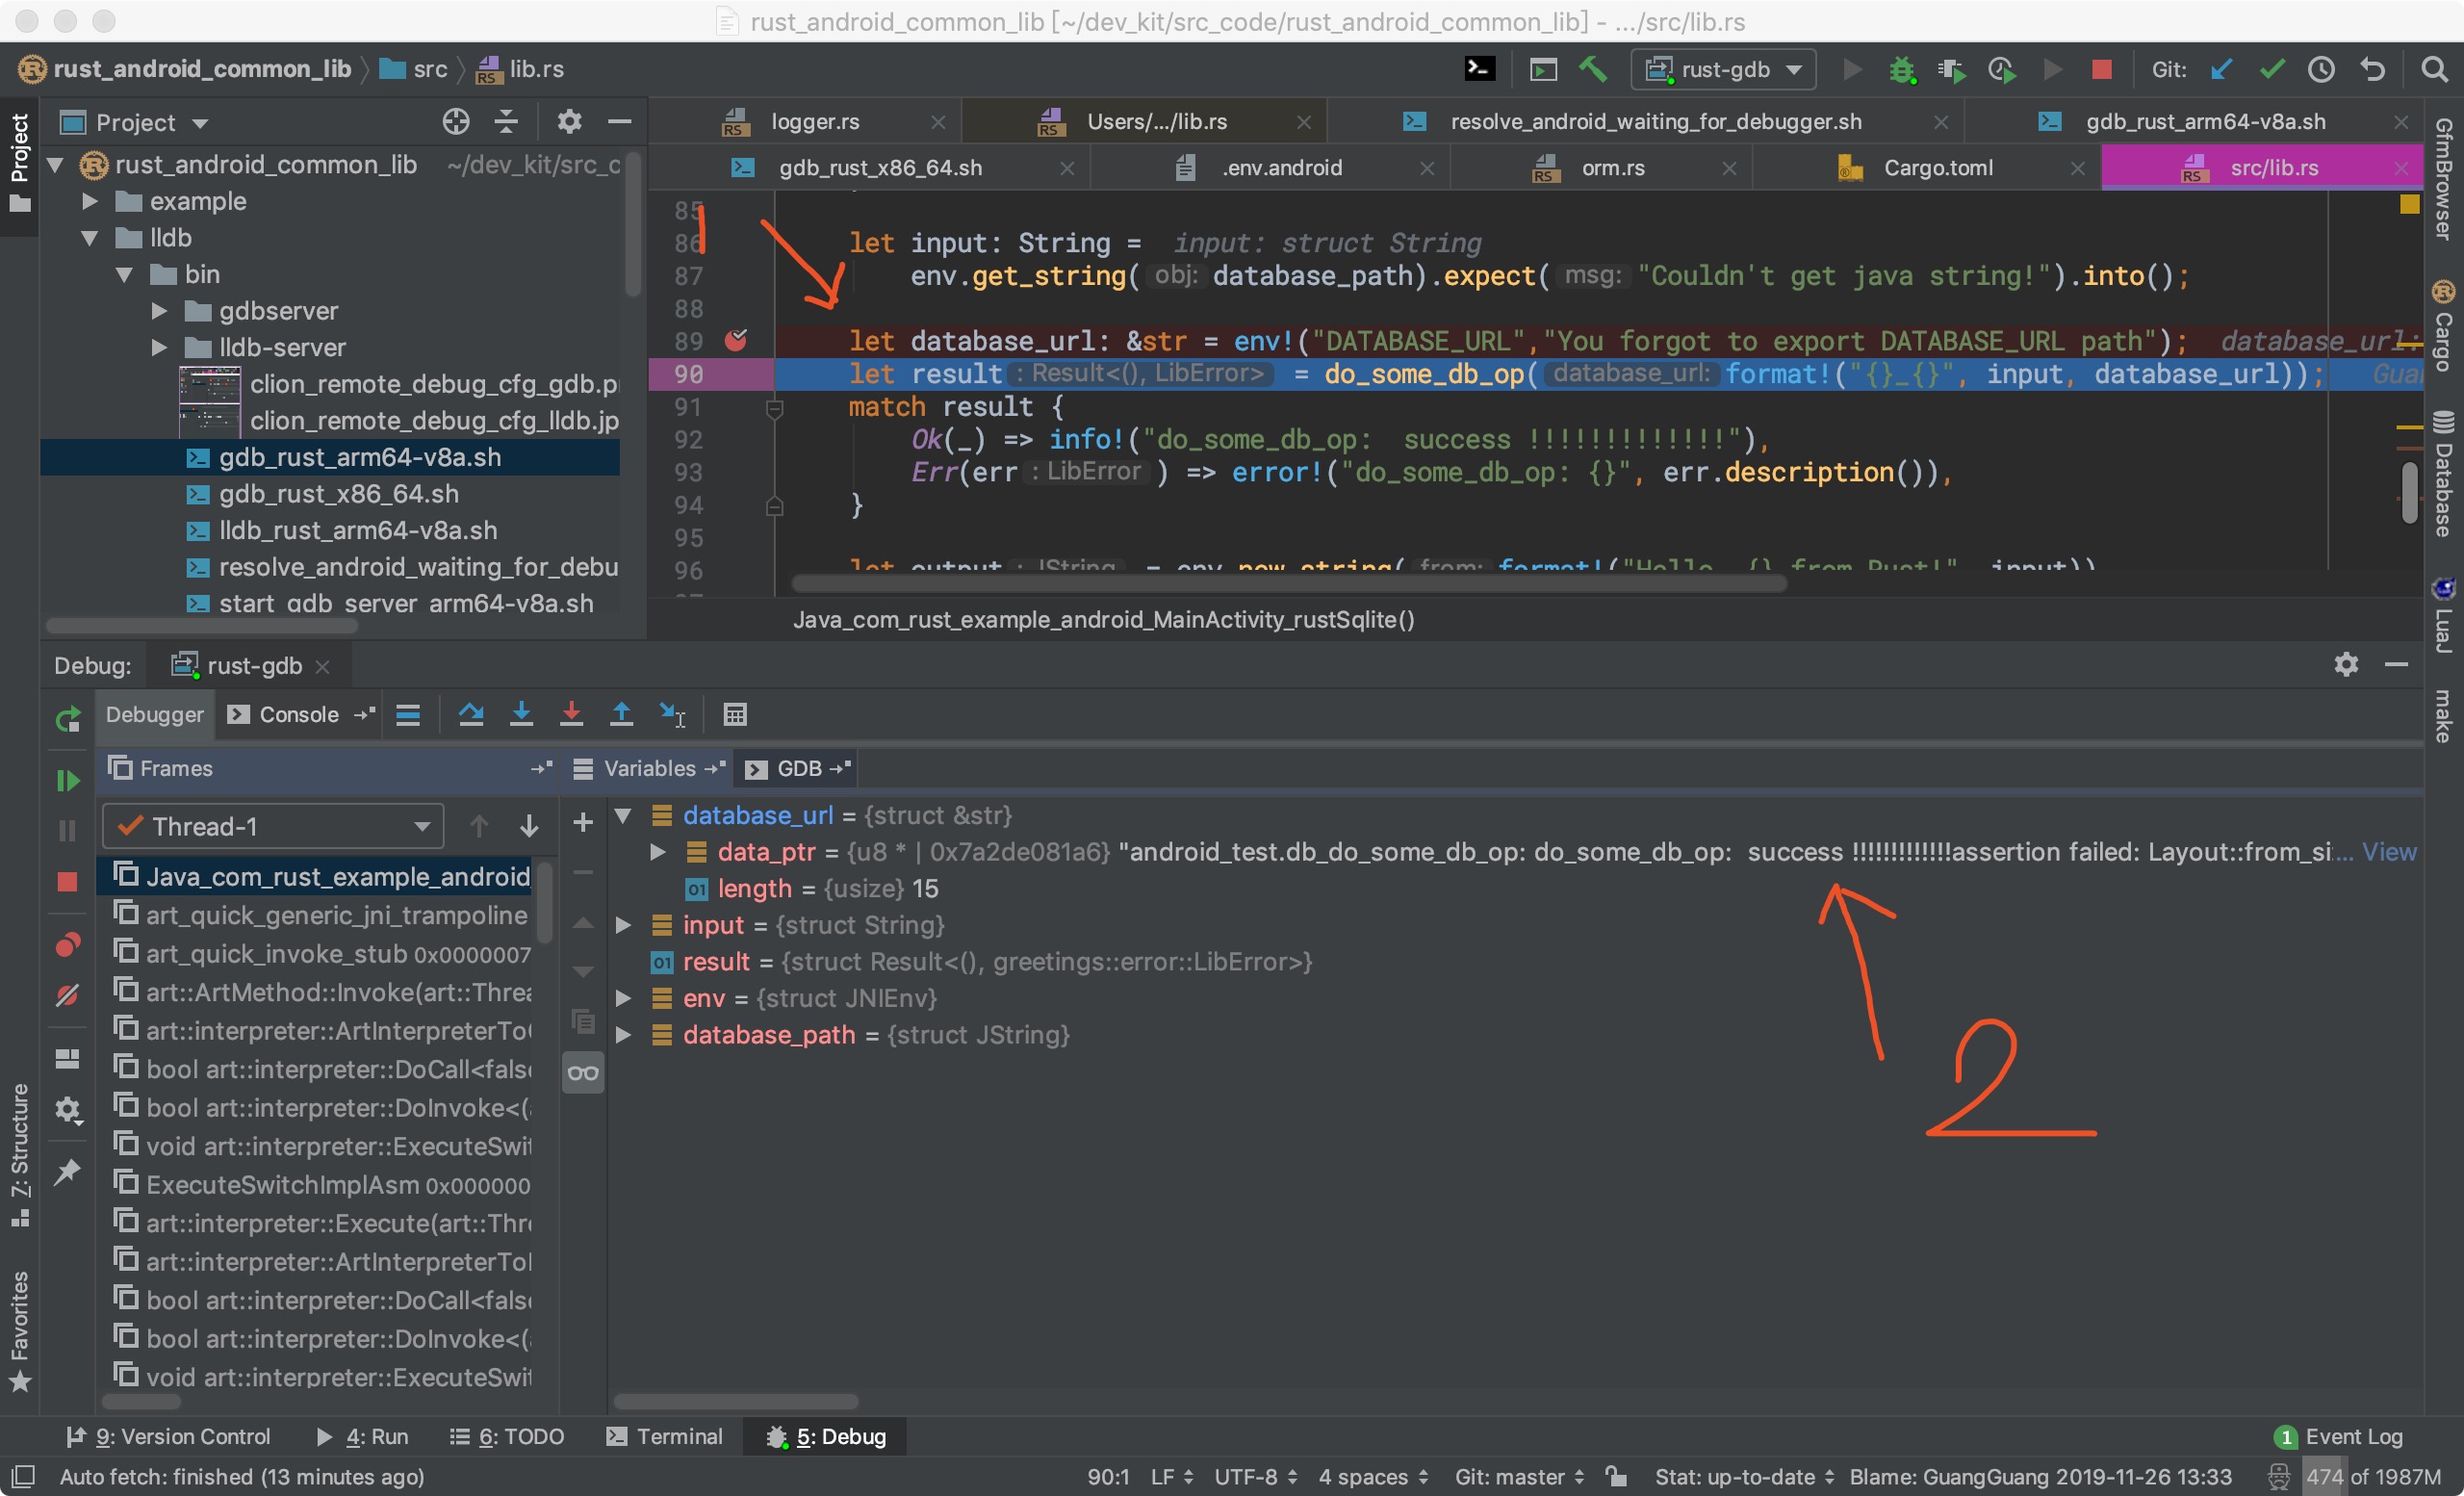 rust_android_common_lib [~/dev_kit/src_code/rust_android_common_lib] - .../src/lib.rs
rust_android_common_lib src lib.rs
rust-gdb
Git:
Project
logger.rs
Users/.../lib.rs
resolve_android_waiting_for_debugger.sh
gdb_rust_arm64-v8a.sh
gdb_rust_x86_64.sh
.env.android
orm.rs
Cargo.toml
src/lib.rs
Project
rust_android_common_lib ~/dev_kit/src_c
example
lldb
bin
gdbserver
lldb-server
clion_remote_debug_cfg_gdb.p
clion_remote_debug_cfg_lldb.jp
gdb_rust_arm64-v8a.sh
gdb_rust_x86_64.sh
lldb_rust_arm64-v8a.sh
resolve_android_waiting_for_debu
start_gdb_server_arm64-v8a.sh
85
86 let input: String = input: struct String
87 env.get_string( obj: database_path).expect( msg: "Couldn't get java string!").into();
88
89 let database_url: &str = env!("DATABASE_URL","You forgot to export DATABASE_URL path"); database_url:
90 let result : Result<(), LibError> = do_some_db_op( database_url: format!("{}_{}", input, database_url)); Gua
91 match result {
92 Ok(_) => info!("do_some_db_op:  success !!!!!!!!!!!!!"),
93 Err(err : LibError ) => error!("do_some_db_op: {}", err.description()),
94 }
95
96 let output : JString = env.new_string( from: format!("Hello, {} from Rust!", input))
1
Java_com_rust_example_android_MainActivity_rustSqlite()
GfmBrowser
Cargo
Database
LuaJ
make
Debug: rust-gdb
Debugger Console
Frames
Variables GDB
Thread-1
Java_com_rust_example_android_
art_quick_generic_jni_trampoline
art_quick_invoke_stub 0x0000007
art::ArtMethod::Invoke(art::Threa
art::interpreter::ArtInterpreterTo
bool art::interpreter::DoCall<fals
bool art::interpreter::DoInvoke<(
void art::interpreter::ExecuteSwi
ExecuteSwitchImplAsm 0x000000
art::interpreter::Execute(art::Thr
art::interpreter::ArtInterpreterTo
bool art::interpreter::DoCall<fals
bool art::interpreter::DoInvoke<(
void art::interpreter::ExecuteSwi
database_url = {struct &str}
data_ptr = {u8 * | 0x7a2de081a6} "android_test.db_do_some_db_op: do_some_db_op:  success !!!!!!!!!!!!!assertion failed: Layout::from_si... View
01 length = {usize} 15
input = {struct String}
01 result = {struct Result<(), greetings::error::LibError>}
env = {struct JNIEnv}
database_path = {struct JString}
2
Z: Structure
Favorites
9: Version Control 4: Run 6: TODO Terminal 5: Debug 1 Event Log
Auto fetch: finished (13 minutes ago) 90:1 LF UTF-8 4 spaces Git: master Stat: up-to-date Blame: GuangGuang 2019-11-26 13:33 474 of 1987M